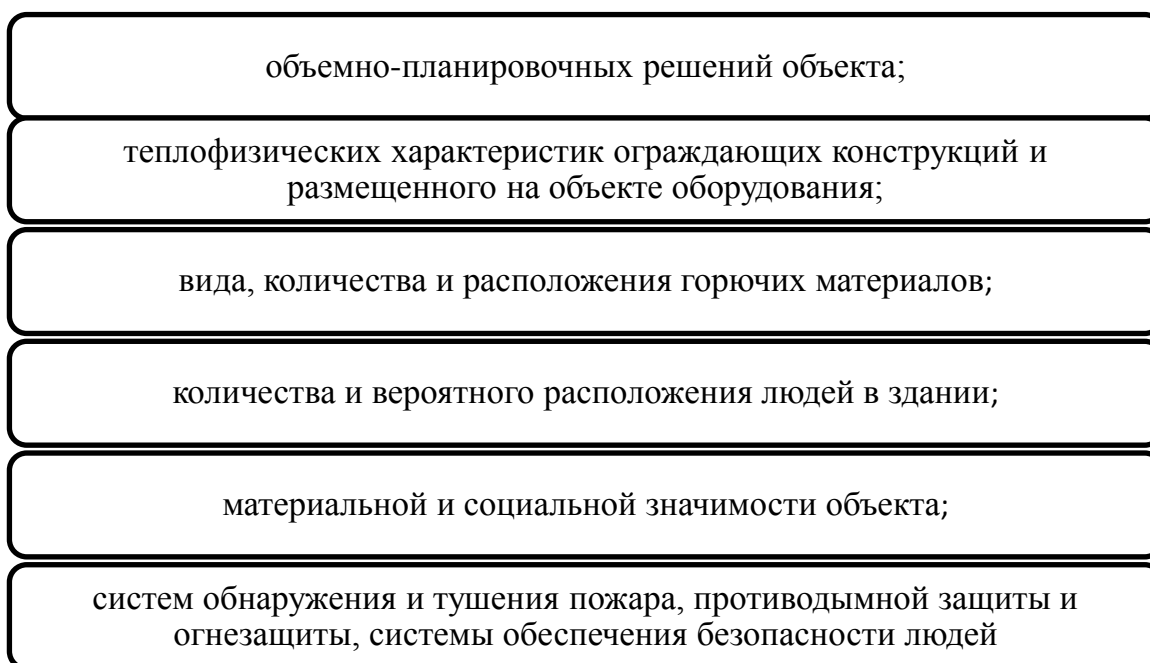 объемно-планировочных решений объекта;
теплофизических характеристик ограждающих конструкций и
размещенного на объекте оборудования;
вида, количества и расположения горючих материалов;
количества и вероятного расположения людей в здании;
материальной и социальной значимости объекта;
систем обнаружения и тушения пожара, противодымной защиты и
огнезащиты, системы обеспечения безопасности людей